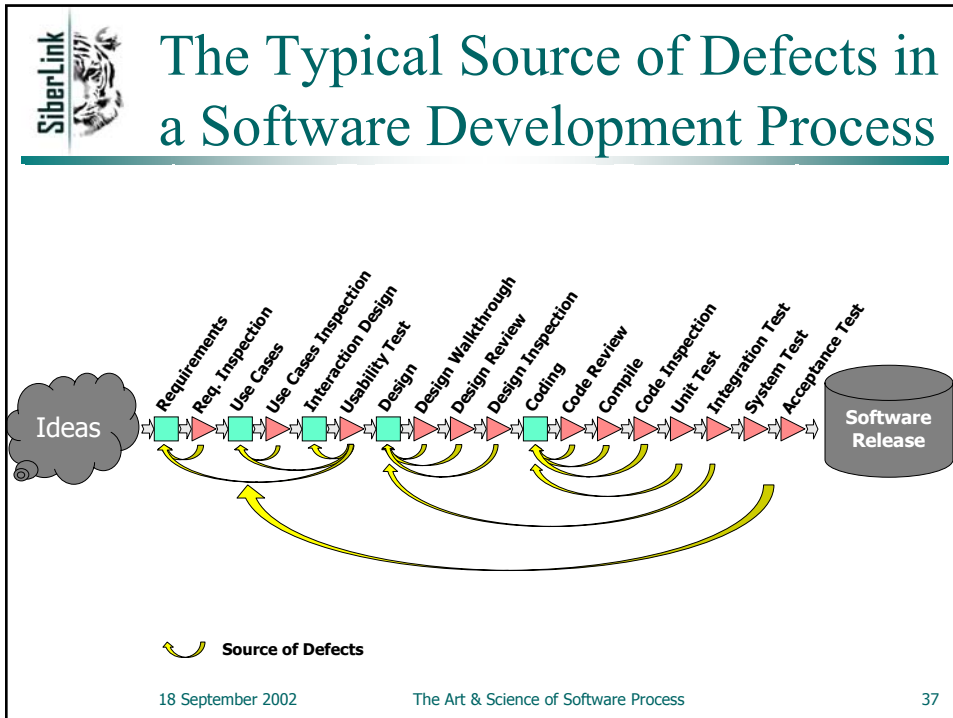 SiberLink
The Typical Source of Defects in
a Software Development Process
Requirements
Req. Inspection
Use Cases
Use Cases Inspection
Interaction Design
Usability Test
Design
Design Walkthrough
Design Review
Design Inspection
Coding
Code Review
Compile
Code Inspection
Unit Test
Integration Test
System Test
Acceptance Test
Ideas
Software
Release
Source of Defects
18 September 2002
The Art & Science of Software Process
37